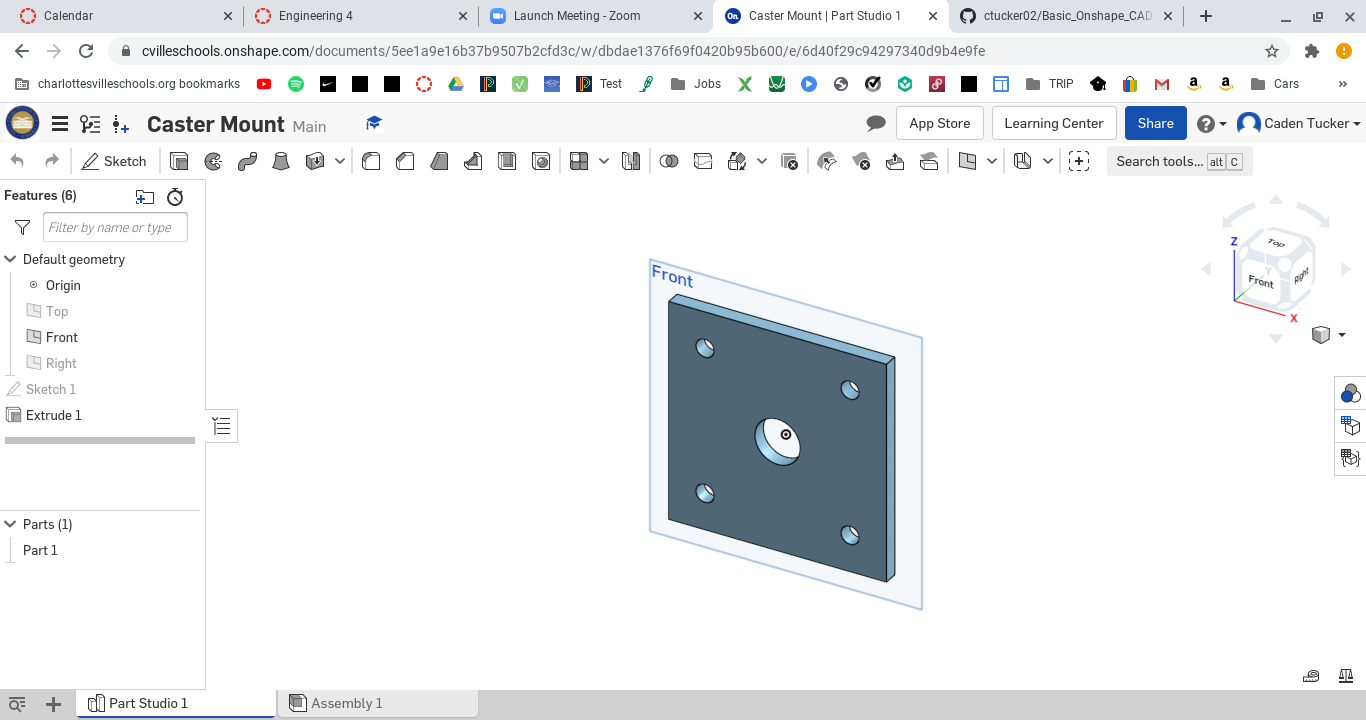 Calendar
Engineering 4
Launch Meeting - Zoom
On
Caster Mount | Part Studio 1
ctucker02/Basic_Onshape_CAD
cvilleschools.onshape.com/documents/5ee1a9e16b37b9507b2cfd3c/w/dbdae1376f69f0420b95b600/e/6d40f29c94297340d9b4e9fe
charlottesvilleschools.org bookmarks
Test
Jobs
TRIP
Cars
»
Caster Mount Main
App Store
Learning Center
Share
Caden Tucker
Sketch
Search tools... alt C
Features (6)
Filter by name or type
Default geometry
Origin
Top
Front
Right
Sketch 1
Extrude 1
Parts (1)
Part 1
Front
Z
Top
Y
Front
Right
X
Part Studio 1
Assembly 1